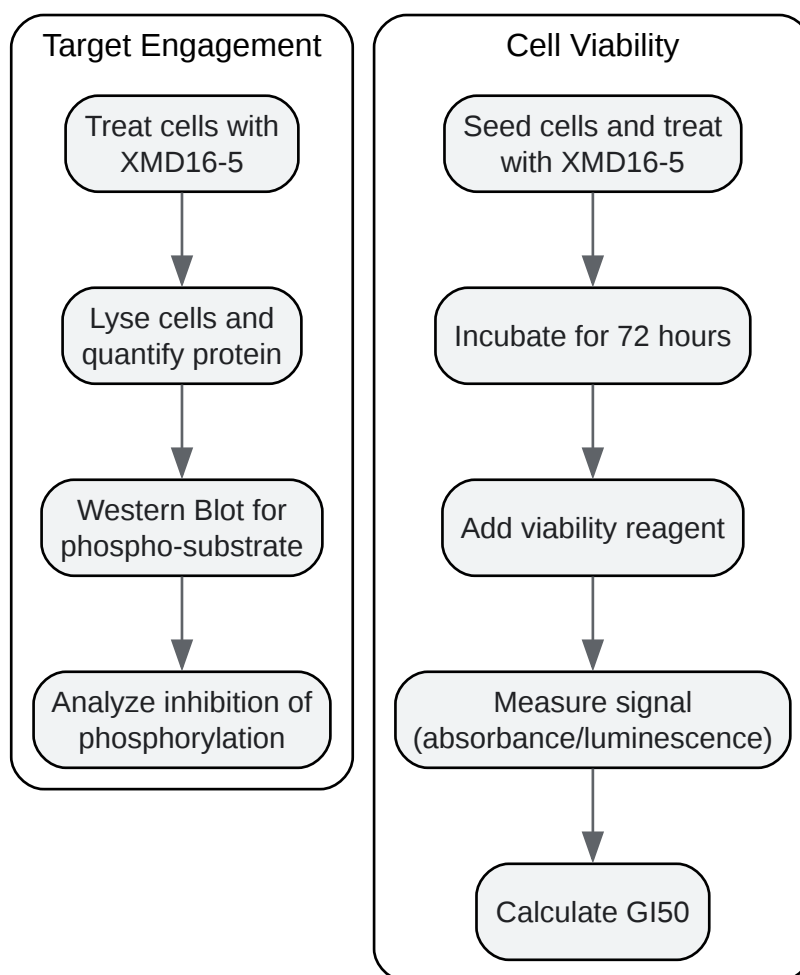 Target Engagement
Treat cells with
XMD16-5
Lyse cells and
quantify protein
Western Blot for
phospho-substrate
Analyze inhibition of
phosphorylation
Cell Viability
Seed cells and treat
with XMD16-5
Incubate for 72 hours
Add viability reagent
Measure signal
(absorbance/luminescence)
Calculate GI50